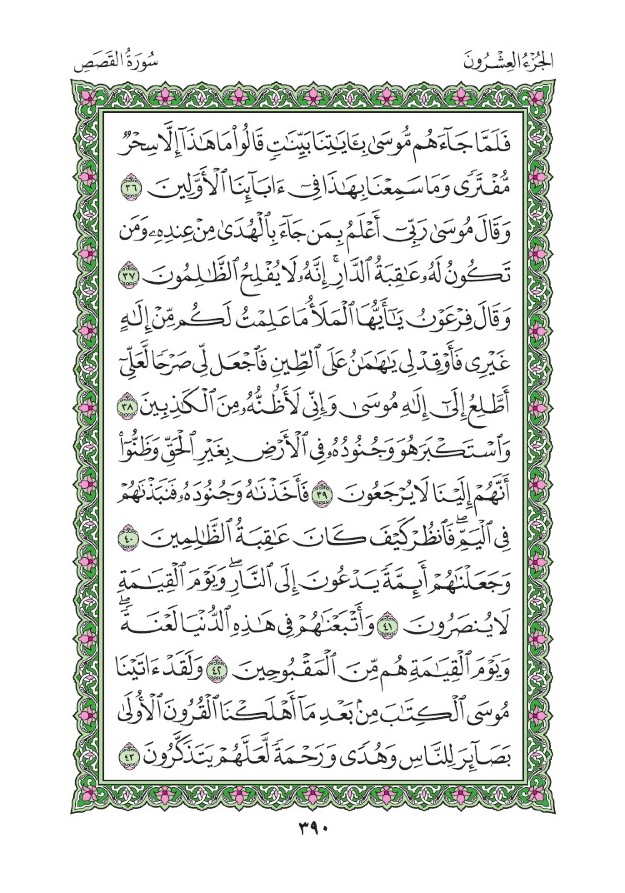 الجُزْءُ العِشْرُونَ
سُورَةُ القَصَصِ
فَلَمَّا جَآءَهُم مُّوسَىٰ بِـَٔايَٰتِنَا بَيِّنَٰتٖ قَالُواْ مَا هَٰذَآ إِلَّا سِحۡرٞ
مُّفۡتَرٗى وَمَا سَمِعۡنَا بِهَٰذَا فِيٓ ءَابَآئِنَا ٱلۡأَوَّلِينَ ٣٦
وَقَالَ مُوسَىٰ رَبِّيٓ أَعۡلَمُ بِمَن جَآءَ بِٱلۡهُدَىٰ مِنۡ عِندِهِۦ وَمَن
تَكُونُ لَهُۥ عَٰقِبَةُ ٱلدَّارِۚ إِنَّهُۥ لَا يُفۡلِحُ ٱلظَّٰلِمُونَ ٣٧
وَقَالَ فِرۡعَوۡنُ يَٰٓأَيُّهَا ٱلۡمَلَأُ مَا عَلِمۡتُ لَكُم مِّنۡ إِلَٰهٍ
غَيۡرِي فَأَوۡقِدۡ لِي يَٰهَٰمَٰنُ عَلَى ٱلطِّينِ فَٱجۡعَل لِّي صَرۡحٗا لَّعَلِّيٓ
أَطَّلِعُ إِلَىٰٓ إِلَٰهِ مُوسَىٰ وَإِنِّي لَأَظُنُّهُۥ مِنَ ٱلۡكَٰذِبِينَ ٣٨
وَٱسۡتَكۡبَرَ هُوَ وَجُنُودُهُۥ فِي ٱلۡأَرۡضِ بِغَيۡرِ ٱلۡحَقِّ وَظَنُّوٓاْ
أَنَّهُمۡ إِلَيۡنَا لَا يُرۡجَعُونَ ٣٩ فَأَخَذۡنَٰهُ وَجُنُودَهُۥ فَنَبَذۡنَٰهُمۡ
فِي ٱلۡيَمِّۖ فَٱنظُرۡ كَيۡفَ كَانَ عَٰقِبَةُ ٱلظَّٰلِمِينَ ٤٠
وَجَعَلۡنَٰهُمۡ أَئِمَّةٗ يَدۡعُونَ إِلَى ٱلنَّارِۖ وَيَوۡمَ ٱلۡقِيَٰمَةِ
لَا يُنصَرُونَ ٤١ وَأَتۡبَعۡنَٰهُمۡ فِي هَٰذِهِ ٱلدُّنۡيَا لَعۡنَةٗۖ
وَيَوۡمَ ٱلۡقِيَٰمَةِ هُم مِّنَ ٱلۡمَقۡبُوحِينَ ٤٢ وَلَقَدۡ ءَاتَيۡنَا
مُوسَى ٱلۡكِتَٰبَ مِنۢ بَعۡدِ مَآ أَهۡلَكۡنَا ٱلۡقُرُونَ ٱلۡأُولَىٰ
بَصَآئِرَ لِلنَّاسِ وَهُدٗى وَرَحۡمَةٗ لَّعَلَّهُمۡ يَتَذَكَّرُونَ ٤٣
٣٩٠